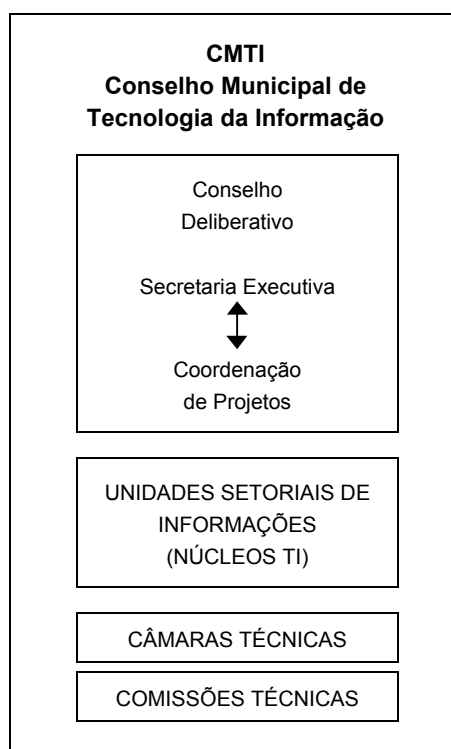 CMTI
Conselho Municipal de
Tecnologia da Informação
Conselho
Deliberativo
Secretaria Executiva
Coordenação
de Projetos
UNIDADES SETORIAIS DE
INFORMAÇÕES
(NÚCLEOS TI)
CÂMARAS TÉCNICAS
COMISSÕES TÉCNICAS